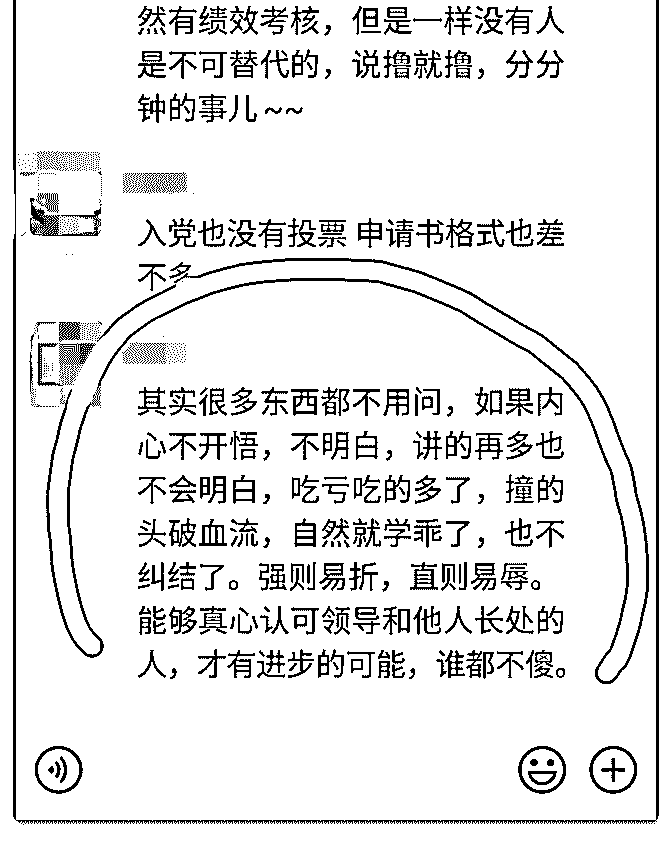 然有绩效考核，但是一样没有人
是不可替代的，说撸就撸，分分
钟的事儿~~
入党也没有投票 申请书格式也差
不多
其实很多东西都不用问，如果内
心不开悟，不明白，讲的再多也
不会明白，吃亏吃的多了，撞的
头破血流，自然就学乖了，也不
纠结了。强则易折，直则易辱。
能够真心认可领导和他人长处的
人，才有进步的可能，谁都不傻。